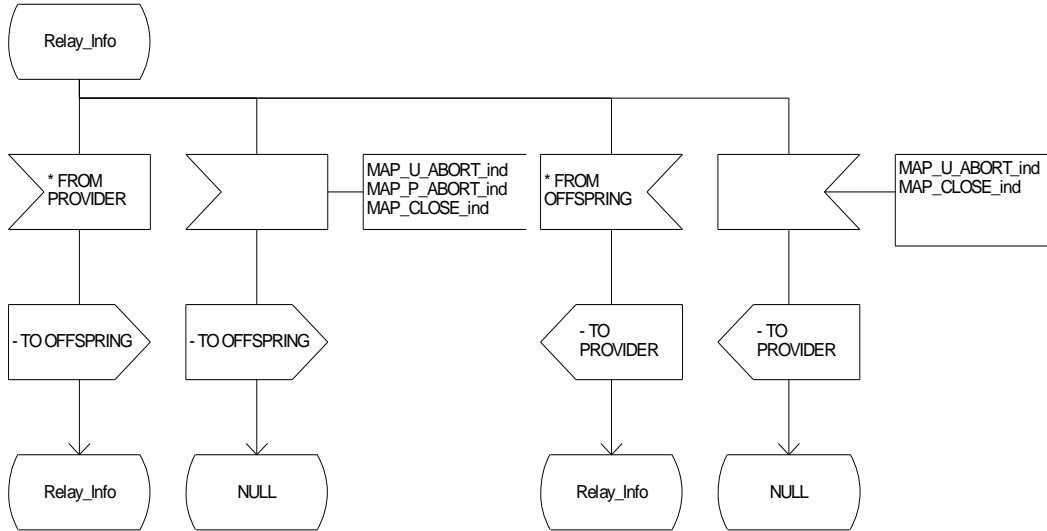 Relay_Info
* FROM
PROVIDER
MAP_U_ABORT_ind
MAP_P_ABORT_ind
MAP_CLOSE_ind
* FROM
OFFSPRING
MAP_U_ABORT_ind
MAP_CLOSE_ind
- TO OFFSPRING
- TO OFFSPRING
- TO
PROVIDER
- TO
PROVIDER
Relay_Info
NULL
Relay_Info
NULL